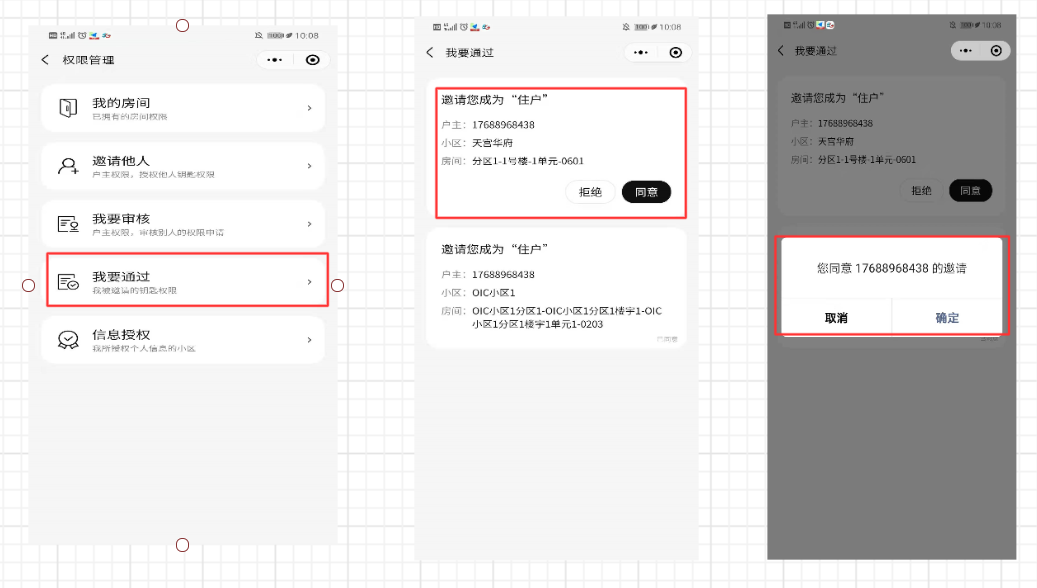 10:08
权限管理
我的房间
已拥有的房间权限
邀请他人
户主权限，授权他人钥匙权限
我要审核
户主权限，审核别人的权限申请
我要通过
我被邀请的钥匙权限
信息授权
我所授权个人信息的小区
10:08
我要通过
邀请您成为“住户”
户主：17688968438
小区：天宫华府
房间：分区1-1号楼-1单元-0601
拒绝
同意
邀请您成为“住户”
户主：17688968438
小区：OIC小区1
房间：OIC小区1分区1-OIC小区1分区1楼宇1-OIC
小区1分区1楼宇1单元1-0203
已同意
10:08
我要通过
邀请您成为“住户”
户主：17688968438
小区：天宫华府
房间：分区1-1号楼-1单元-0601
拒绝
同意
您同意 17688968438 的邀请
取消
确定